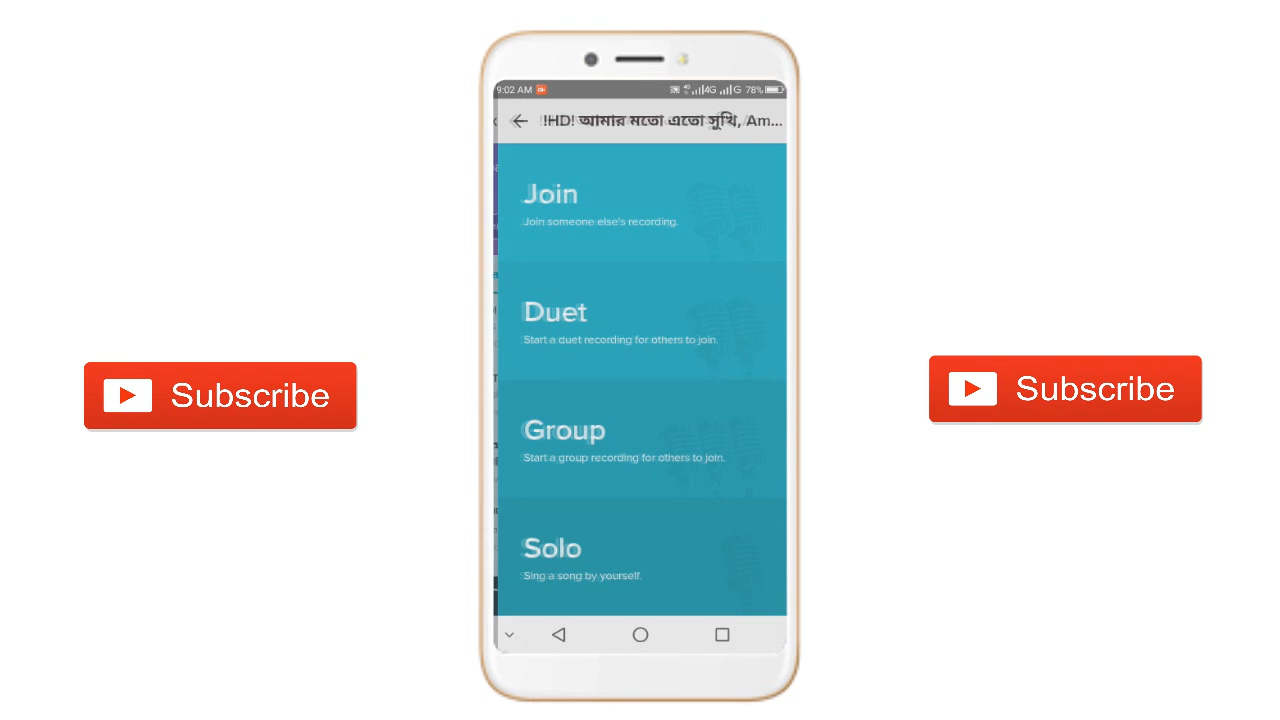 9:02 AM 4G G 78%
!HD! আমার মতো এতো সুখি, Am...
Join
Join someone else's recording.
Duet
Start a duet recording for others to join.
Group
Start a group recording for others to join.
Solo
Sing a song by yourself.
Subscribe
Subscribe